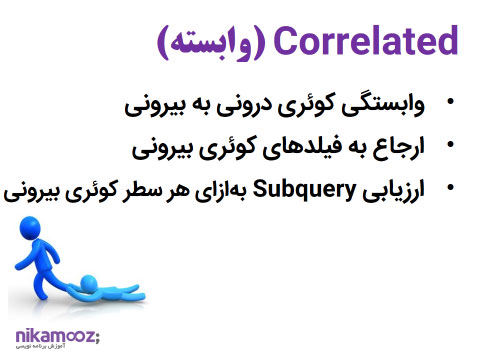 Correlated (وابسته)
• وابستگی کوئری درونی به بیرونی
• ارجاع به فیلدهای کوئری بیرونی
• ارزیابی Subquery به‌ازای هر سطر کوئری بیرونی
nikamooz;
آموزش برنامه نویسی